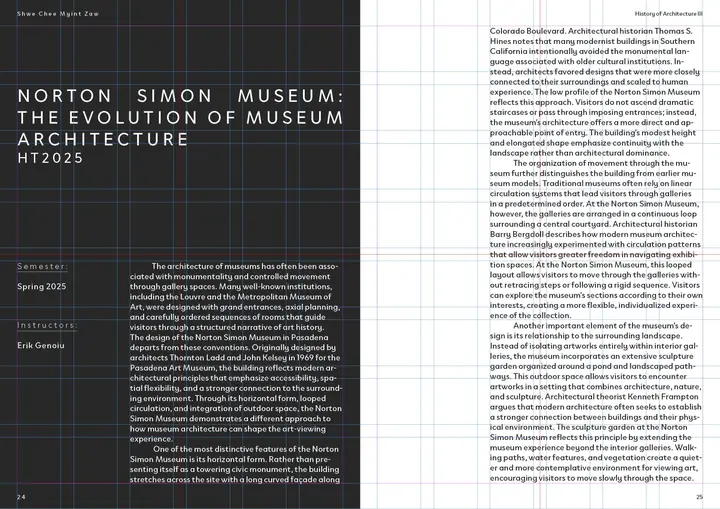 Shwe Chee Myint Zaw
NORTON SIMON MUSEUM:
THE EVOLUTION OF MUSEUM
ARCHITECTURE
HT2025
Semester:
Spring 2025
Instructors:
Erik Genoiu
The architecture of museums has often been asso-
ciated with monumentality and controlled movement
through gallery spaces. Many well-known institutions,
including the Louvre and the Metropolitan Museum of
Art, were designed with grand entrances, axial planning,
and carefully ordered sequences of rooms that guide
visitors through a structured narrative of art history.
The design of the Norton Simon Museum in Pasadena
departs from these conventions. Originally designed by
architects Thornton Ladd and John Kelsey in 1969 for the
Pasadena Art Museum, the building reflects modern ar-
chitectural principles that emphasize accessibility, spa-
tial flexibility, and a stronger connection to the surround-
ing environment. Through its horizontal form, looped
circulation, and integration of outdoor space, the Norton
Simon Museum demonstrates a different approach to
how museum architecture can shape the art-viewing
experience.
One of the most distinctive features of the Norton
Simon Museum is its horizontal form. Rather than pre-
senting itself as a towering civic monument, the building
stretches across the site with a long curved façade along
24
History of Architecture III
Colorado Boulevard. Architectural historian Thomas S.
Hines notes that many modernist buildings in Southern
California intentionally avoided the monumental lan-
guage associated with older cultural institutions. In-
stead, architects favored designs that were more closely
connected to their surroundings and scaled to human
experience. The low profile of the Norton Simon Museum
reflects this approach. Visitors do not ascend dramatic
staircases or pass through imposing entrances; instead,
the museum's architecture offers a more direct and ap-
proachable point of entry. The building's modest height
and elongated shape emphasize continuity with the
landscape rather than architectural dominance.
The organization of movement through the mu-
seum further distinguishes the building from earlier mu-
seum models. Traditional museums often rely on linear
circulation systems that lead visitors through galleries
in a predetermined order. At the Norton Simon Museum,
however, the galleries are arranged in a continuous loop
surrounding a central courtyard. Architectural historian
Barry Bergdoll describes how modern museum architec-
ture increasingly experimented with circulation patterns
that allow visitors greater freedom in navigating exhibi-
tion spaces. At the Norton Simon Museum, this looped
layout allows visitors to move through the galleries with-
out retracing steps or following a rigid sequence. Visitors
can explore the museum's sections according to their own
interests, creating a more flexible, individualized experi-
ence of the collection.
Another important element of the museum's de-
sign is its relationship to the surrounding landscape.
Instead of isolating artworks entirely within interior gal-
leries, the museum incorporates an extensive sculpture
garden organized around a pond and landscaped path-
ways. This outdoor space allows visitors to encounter
artworks in a setting that combines architecture, nature,
and sculpture. Architectural theorist Kenneth Frampton
argues that modern architecture often seeks to establish
a stronger connection between buildings and their phys-
ical environment. The sculpture garden at the Norton
Simon Museum reflects this principle by extending the
museum experience beyond the interior galleries. Walk-
ing paths, water features, and vegetation create a quiet-
er and more contemplative environment for viewing art,
encouraging visitors to move slowly through the space.
25